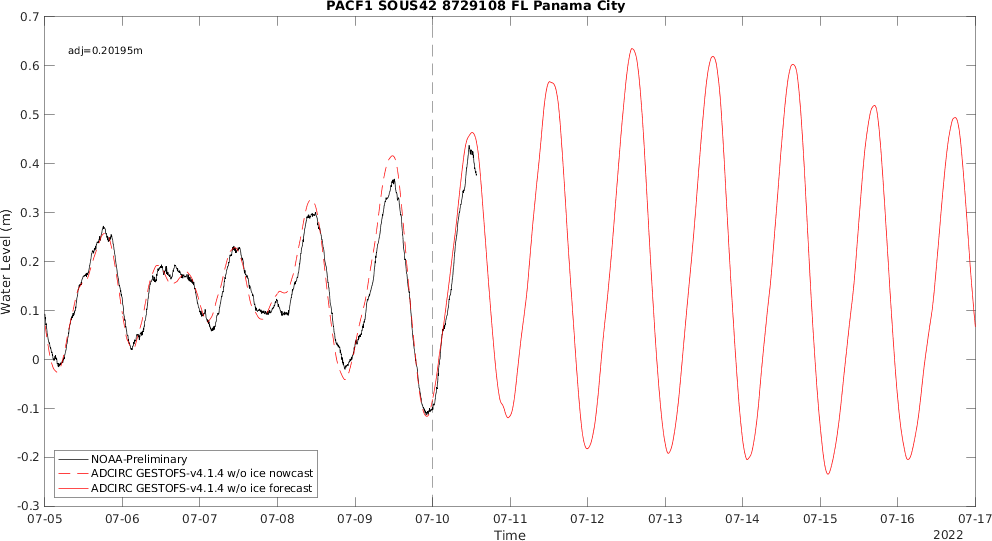 PACF1 SOUS42 8729108 FL Panama City
0.7
adj=0.20195m
0.6
0.5
0.4
0.3
0.2
0.1
0
-0.1
-0.2
-0.3
Water Level (m)
NOAA-Preliminary
ADCIRC GESTOFS-v4.1.4 w/o ice nowcast
ADCIRC GESTOFS-v4.1.4 w/o ice forecast
07-05 07-06 07-07 07-08 07-09 07-10 07-11 07-12 07-13 07-14 07-15 07-16 07-17
Time
2022